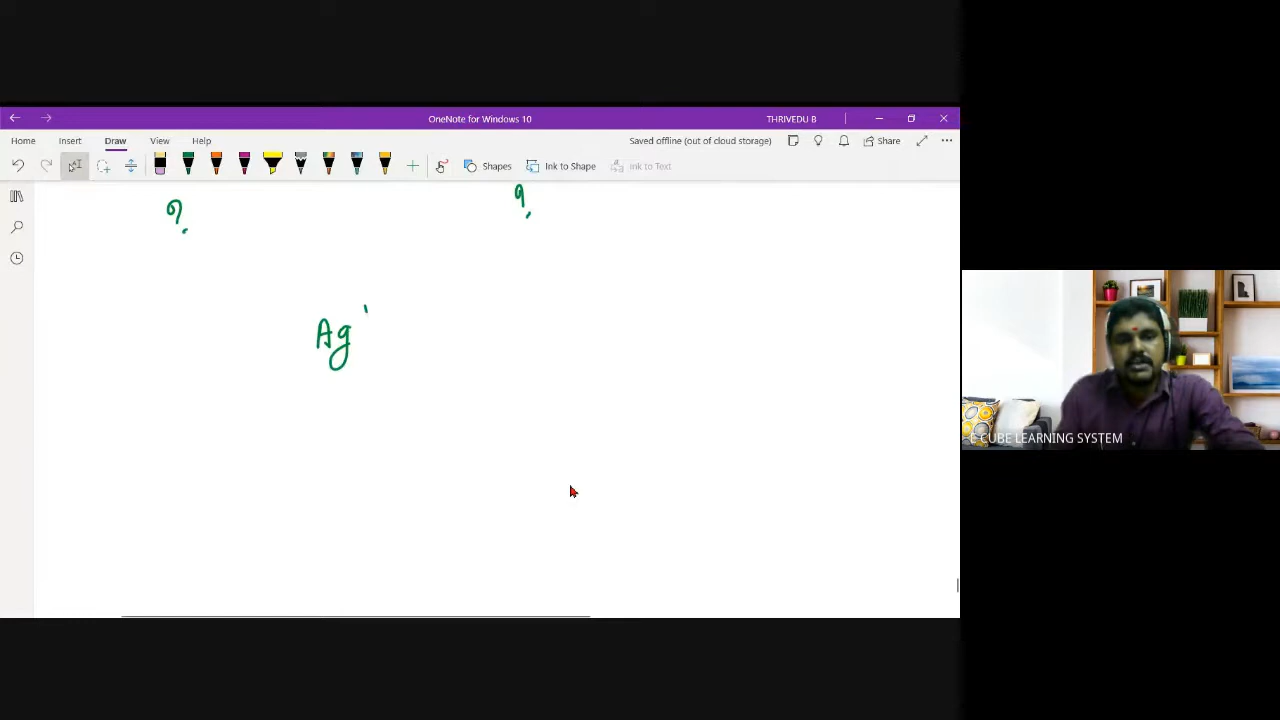 OneNote for Windows 10
THRIVEDU B
Home Insert Draw View Help
Saved offline (out of cloud storage)
Share
Shapes
Ink to Shape
Ink to Text
?
?
Ag'
E CUBE LEARNING SYSTEM